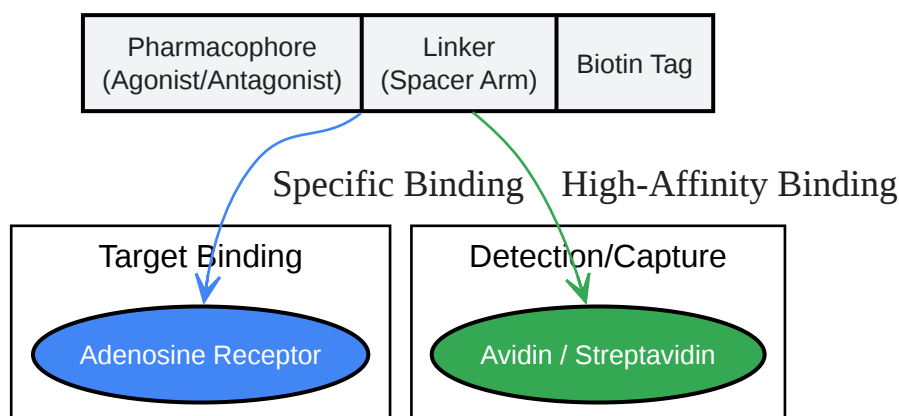 Pharmacophore
(Agonist/Antagonist)
Linker
(Spacer Arm)
Biotin Tag
Specific Binding
High-Affinity Binding
Target Binding
Detection/Capture
Adenosine Receptor
Avidin / Streptavidin